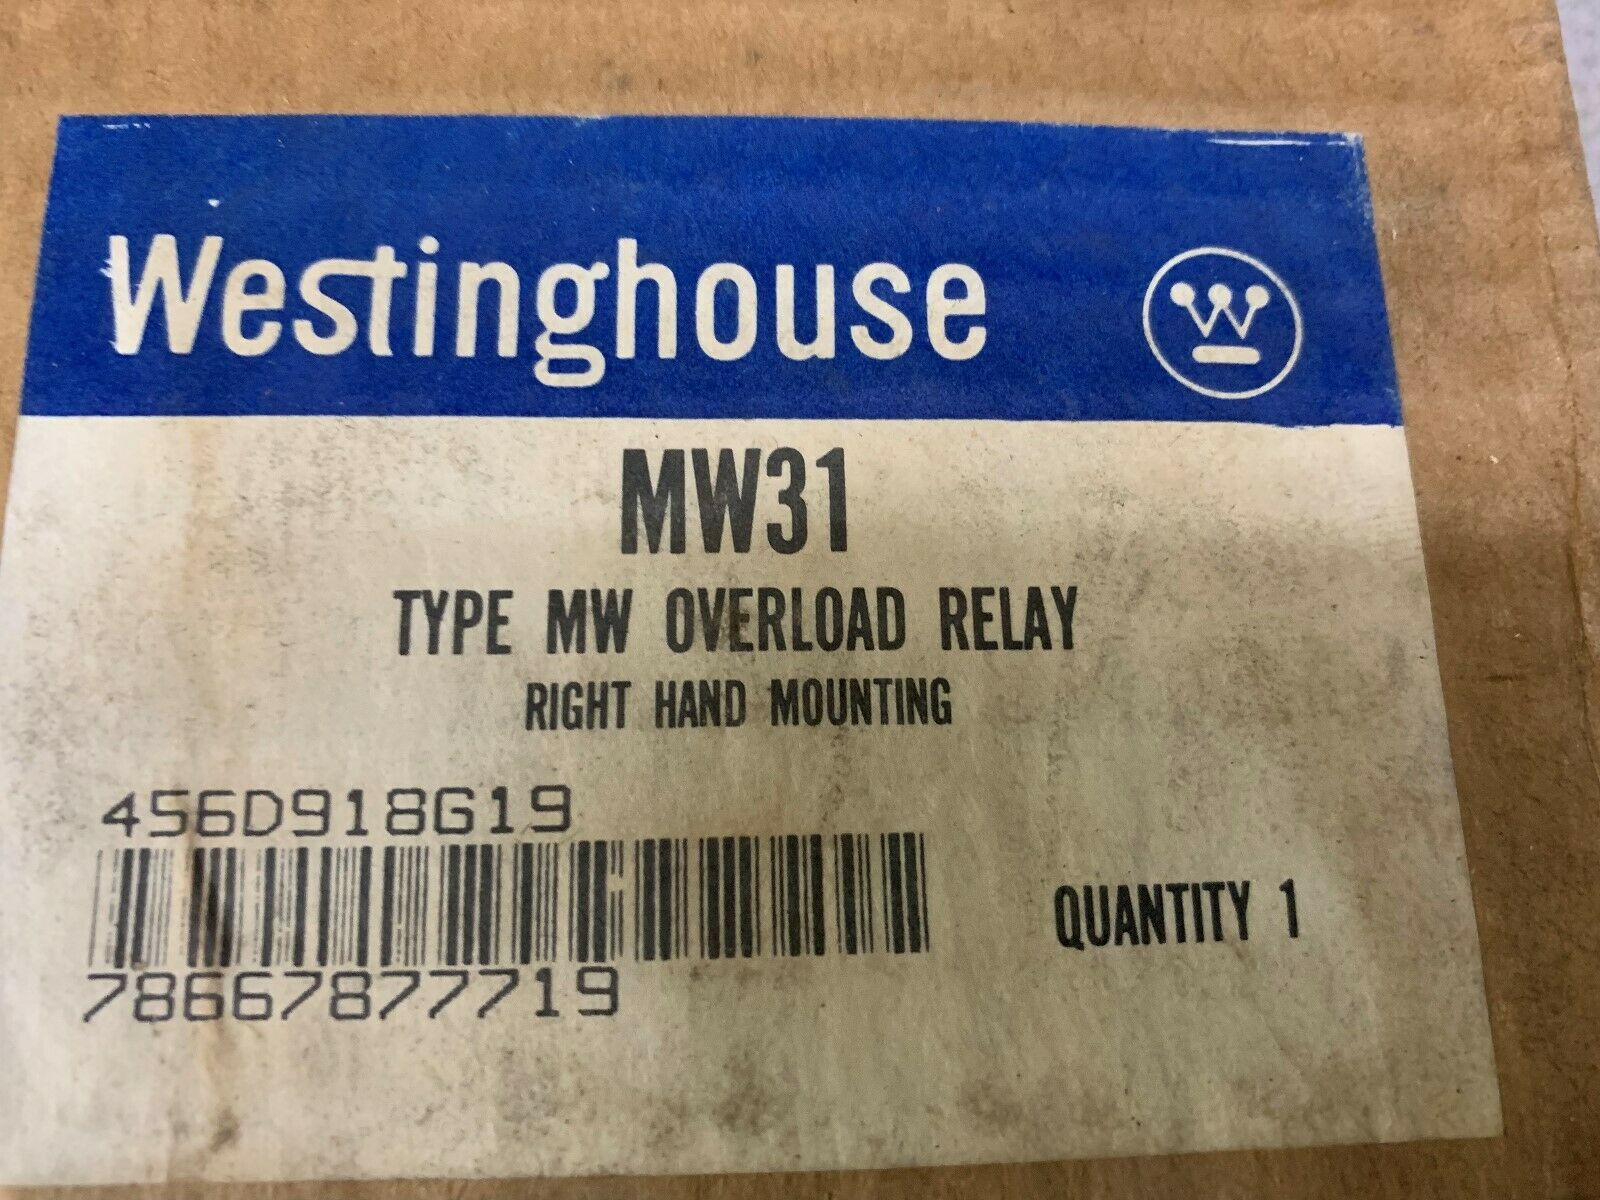 Westinghouse
W
MW31
TYPE MW OVERLOAD RELAY
RIGHT HAND MOUNTING
456D918G19
78667877719
QUANTITY 1